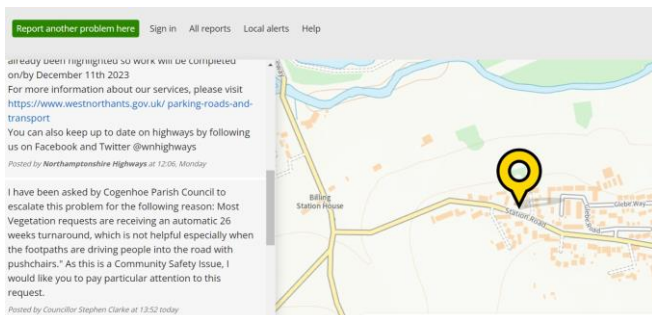 Report another problem here Sign in All reports Local alerts Help
already been highlighted so work will be completed
on/by December 11th 2023
For more information about our services, please visit
https://www.westnorthants.gov.uk/ parking-roads-and-
transport
You can also keep up to date on highways by following
us on Facebook and Twitter @wnhighways
Posted by Northamptonshire Highways at 12:06, Monday
I have been asked by Cogenhoe Parish Council to
escalate this problem for the following reason: Most
Vegetation requests are receiving an automatic 26
weeks turnaround, which is not helpful especially when
the footpaths are driving people into the road with
pushchairs." As this is a Community Safety Issue, I
would like you to pay particular attention to this
request.
Posted by Councillor Stephen Clarke at 13:52 today
Billing
Station House
Station Road
Glebe Way
Road